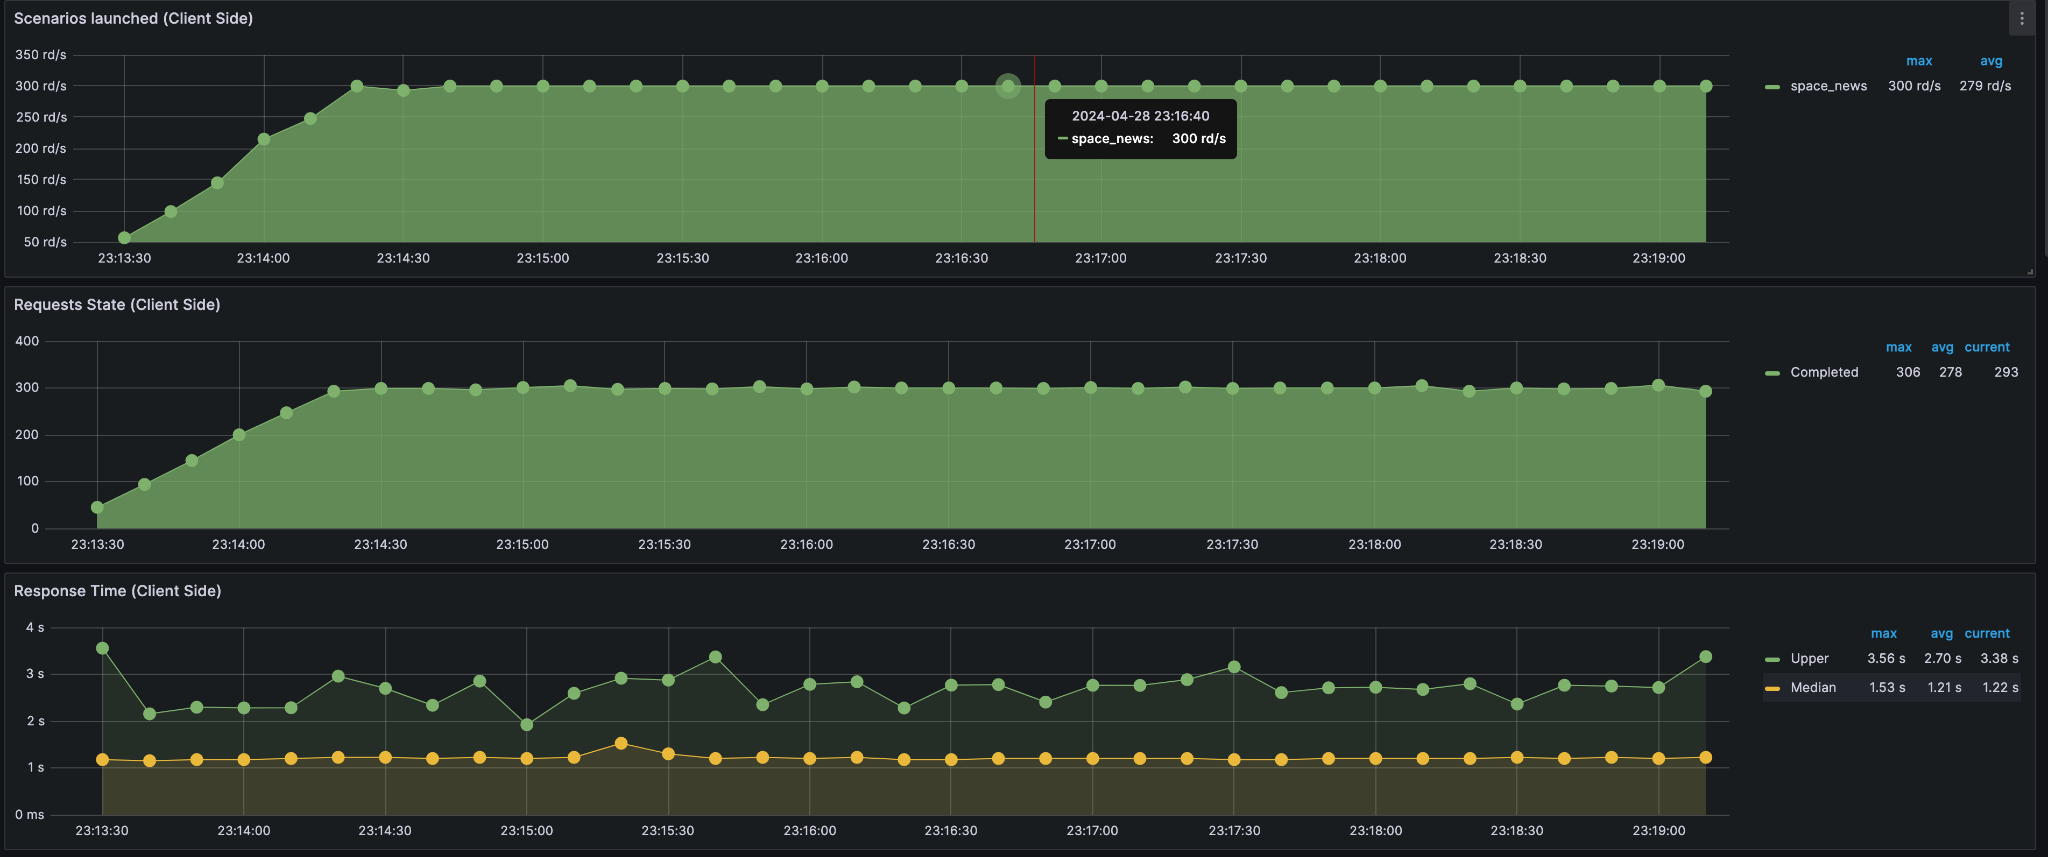 Scenarios launched (Client Side)
350 rd/s
300 rd/s
250 rd/s
200 rd/s
150 rd/s
100 rd/s
50 rd/s
23:13:30 23:14:00 23:14:30 23:15:00 23:15:30 23:16:00 23:16:30 23:17:00 23:17:30 23:18:00 23:18:30 23:19:00
2024-04-28 23:16:40
space_news: 300 rd/s
max avg
space_news 300 rd/s 279 rd/s
Requests State (Client Side)
400
300
200
100
0
23:13:30 23:14:00 23:14:30 23:15:00 23:15:30 23:16:00 23:16:30 23:17:00 23:17:30 23:18:00 23:18:30 23:19:00
max avg current
Completed 306 278 293
Response Time (Client Side)
4 s
3 s
2 s
1 s
0 ms
23:13:30 23:14:00 23:14:30 23:15:00 23:15:30 23:16:00 23:16:30 23:17:00 23:17:30 23:18:00 23:18:30 23:19:00
max avg current
Upper 3.56 s 2.70 s 3.38 s
Median 1.53 s 1.21 s 1.22 s